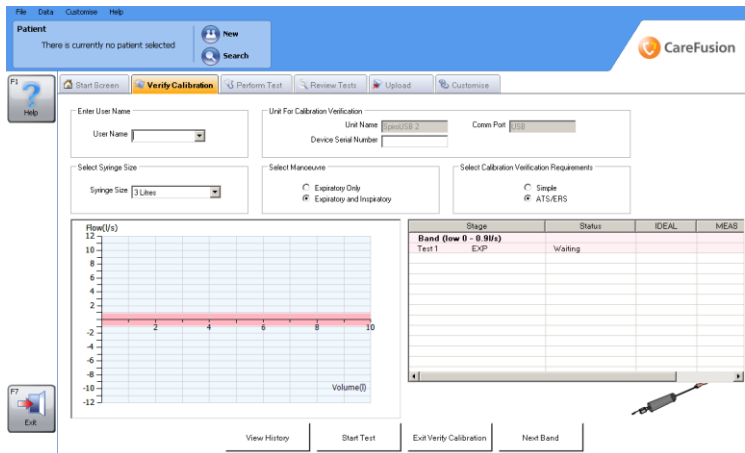 File Data Customise Help
Patient
There is currently no patient selected
New
Search
CareFusion
F1
Help
Start Screen Verify Calibration Perform Test Review Tests Upload Customise
Enter User Name
User Name
Unit For Calibration Verification
Unit Name SpiroUSB 2 Comm Port USB
Device Serial Number
Select Syringe Size
Syringe Size 3 Litres
Select Manoeuvre
Expiratory Only
Expiratory and Inspiratory
Select Calibration Verification Requirements
Simple
ATS/ERS
Flow(l/s)
12
10
8
6
4
2
2 4 6 8 10
-2
-4
-6
-8
-10
-12
Volume(l)
Stage Status IDEAL MEAS
Band (low 0 - 0.9l/s)
Test 1 EXP Waiting
F7
Exit
View History Start Test Exit Verify Calibration Next Band